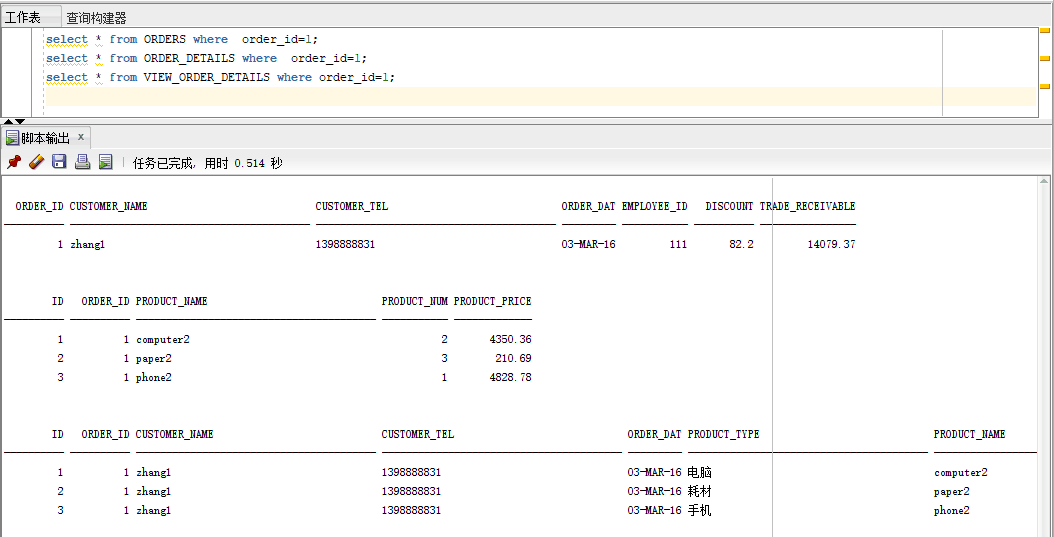 工作表 查询构建器
select * from ORDERS where  order_id=1;
select * from ORDER_DETAILS where  order_id=1;
select * from VIEW_ORDER_DETAILS where order_id=1;
脚本输出 x
任务已完成, 用时 0.514 秒
ORDER_ID CUSTOMER_NAME CUSTOMER_TEL ORDER_DAT EMPLOYEE_ID DISCOUNT TRADE_RECEIVABLE
1 zhang1 1398888831 03-MAR-16 111 82.2 14079.37
ID ORDER_ID PRODUCT_NAME PRODUCT_NUM PRODUCT_PRICE
1 1 computer2 2 4350.36
2 1 paper2 3 210.69
3 1 phone2 1 4828.78
ID ORDER_ID CUSTOMER_NAME CUSTOMER_TEL ORDER_DAT PRODUCT_TYPE PRODUCT_NAME
1 1 zhang1 1398888831 03-MAR-16 电脑 computer2
2 1 zhang1 1398888831 03-MAR-16 耗材 paper2
3 1 zhang1 1398888831 03-MAR-16 手机 phone2